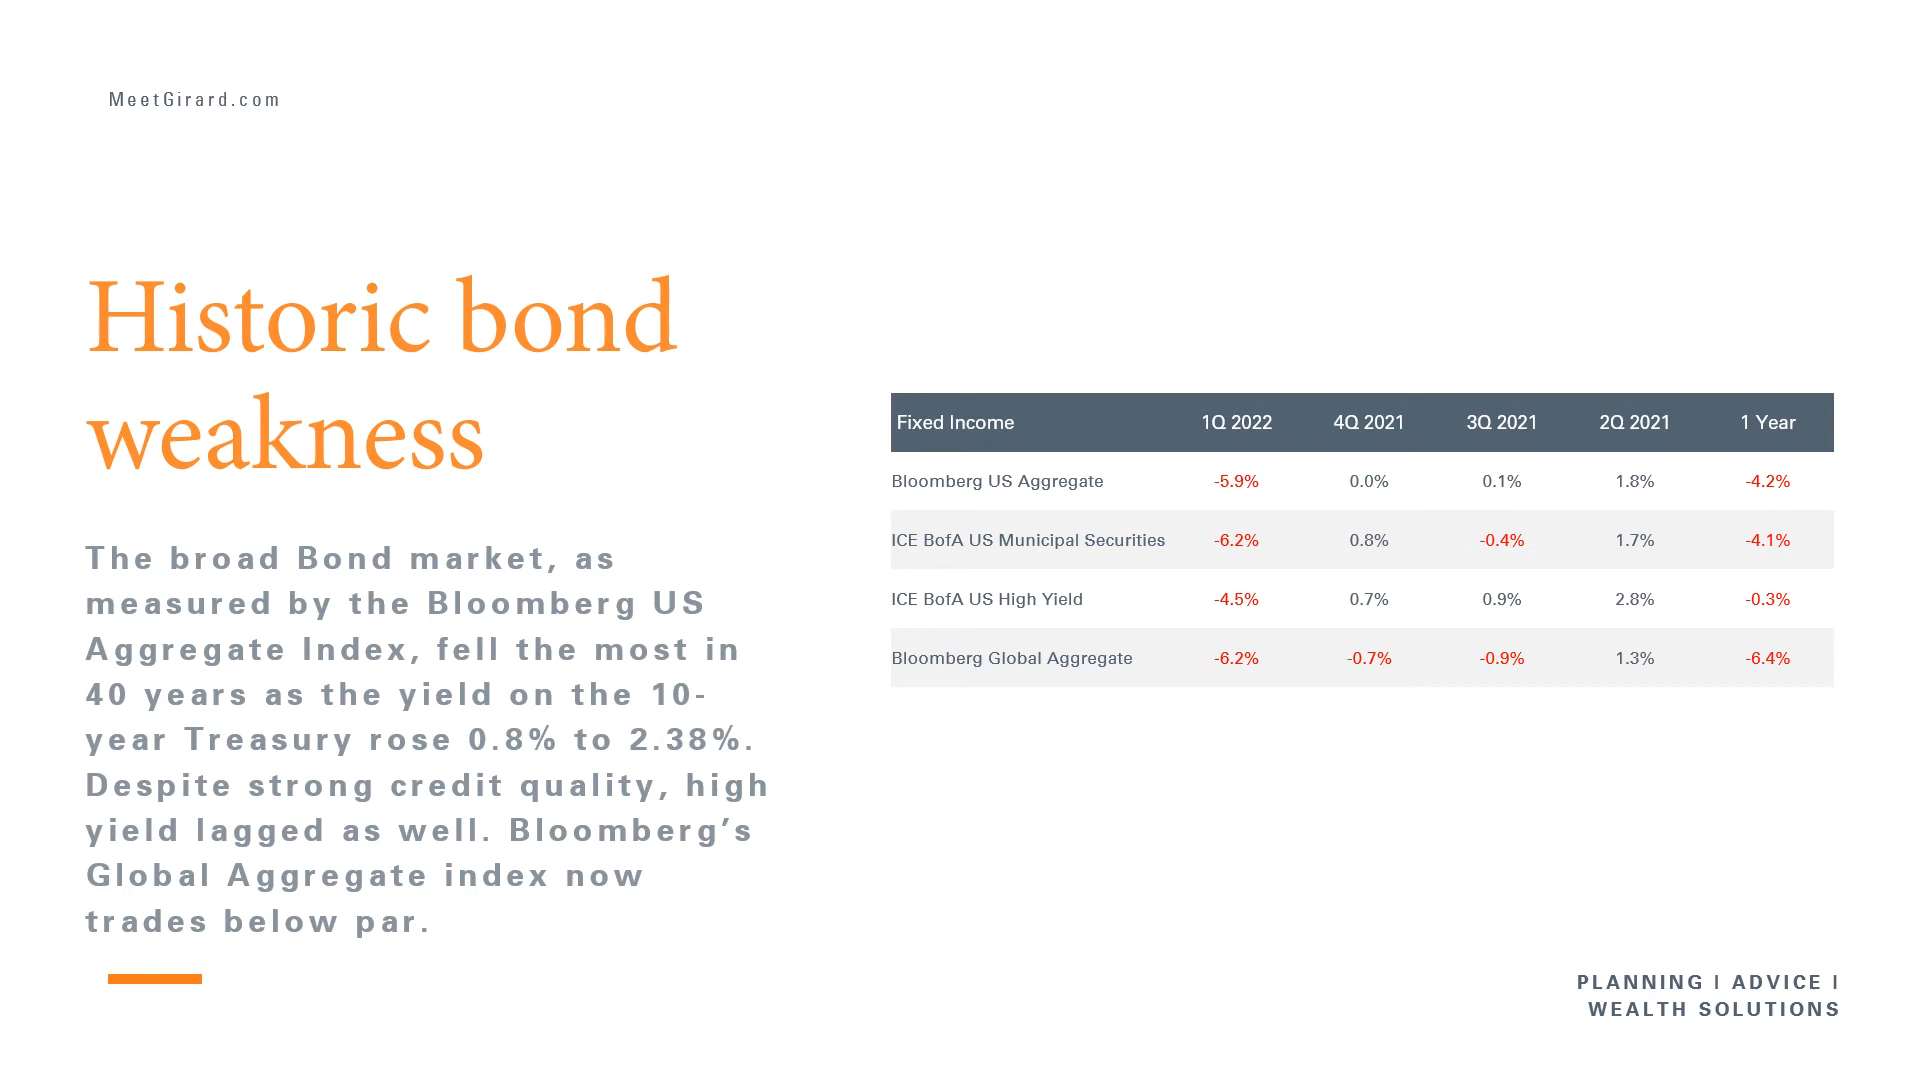 MeetGirard.com
Historic bond
weakness
The broad Bond market, as
measured by the Bloomberg US
Aggregate Index, fell the most in
40 years as the yield on the 10-
year Treasury rose 0.8% to 2.38%.
Despite strong credit quality, high
yield lagged as well. Bloomberg’s
Global Aggregate index now
trades below par.
Fixed Income 1Q 2022 4Q 2021 3Q 2021 2Q 2021 1 Year
Bloomberg US Aggregate -5.9% 0.0% 0.1% 1.8% -4.2%
ICE BofA US Municipal Securities -6.2% 0.8% -0.4% 1.7% -4.1%
ICE BofA US High Yield -4.5% 0.7% 0.9% 2.8% -0.3%
Bloomberg Global Aggregate -6.2% -0.7% -0.9% 1.3% -6.4%
PLANNING | ADVICE |
WEALTH SOLUTIONS